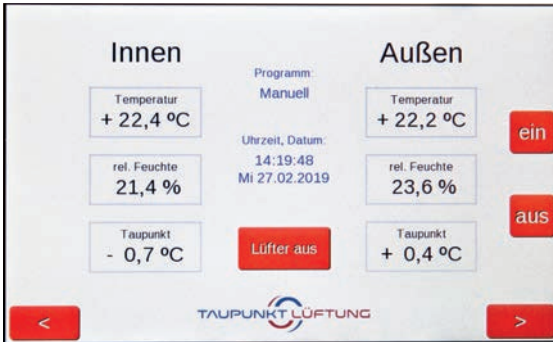 Innen
Außen
Programm:
Manuell
Temperatur
+ 22,4 ºC
Temperatur
+ 22,2 ºC
ein
Uhrzeit, Datum:
14:19:48
Mi 27.02.2019
rel. Feuchte
21,4 %
rel. Feuchte
23,6 %
aus
Taupunkt
- 0,7 ºC
Lüfter aus
Taupunkt
+ 0,4 ºC
<
TAUPUNKT LÜFTUNG
>